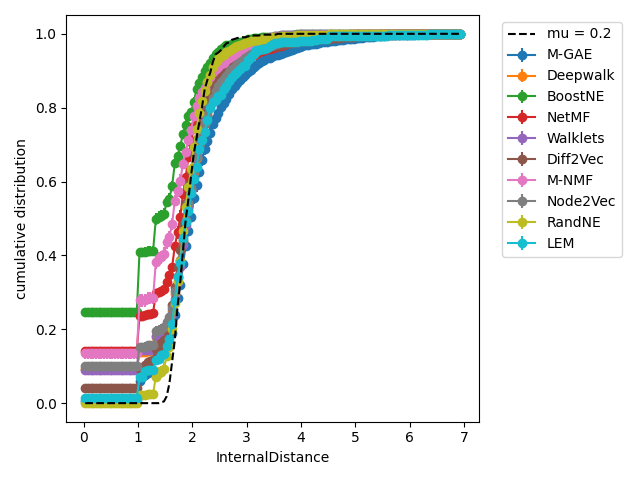 1.0
0.8
0.6
0.4
0.2
0.0
cumulative distribution
0 1 2 3 4 5 6 7
InternalDistance
mu = 0.2
M-GAE
Deepwalk
BoostNE
NetMF
Walklets
Diff2Vec
M-NMF
Node2Vec
RandNE
LEM